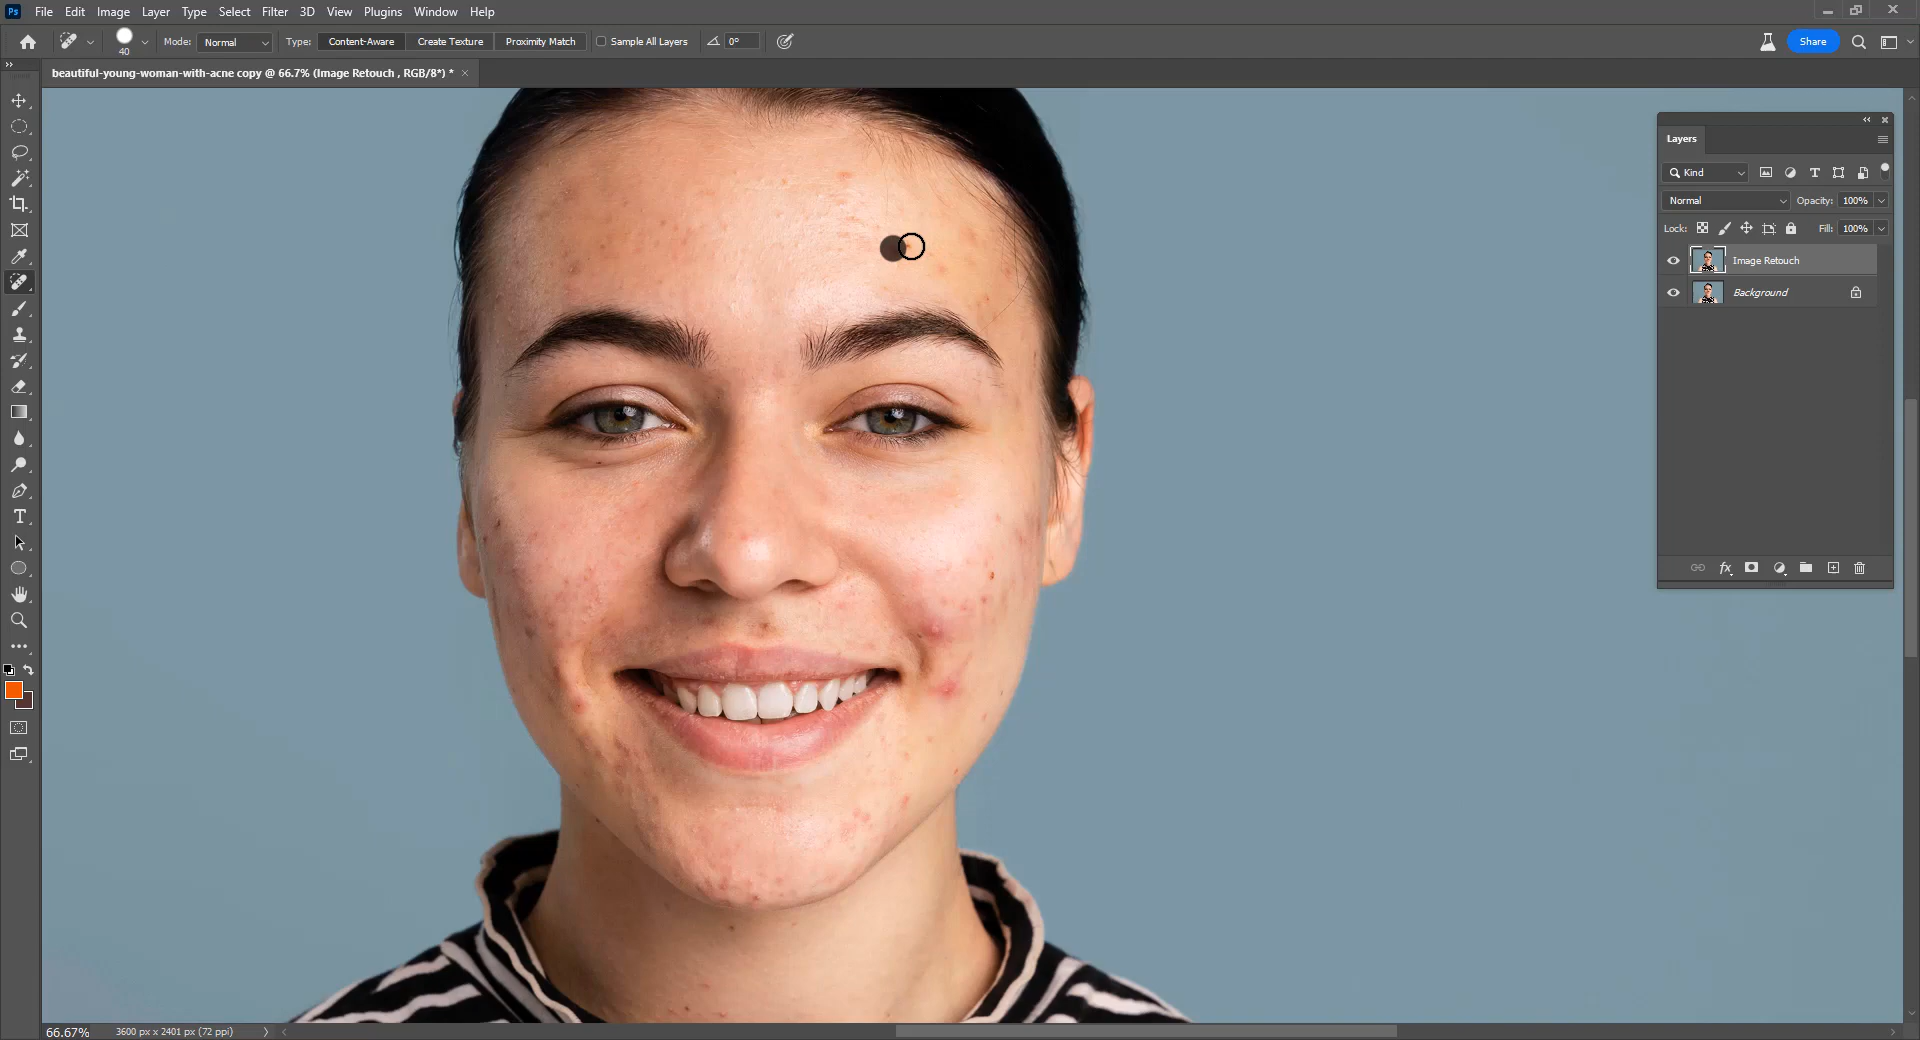 Ps File Edit Image Layer Type Select Filter 3D View Plugins Window Help
40 Mode: Normal Type: Content-Aware Create Texture Proximity Match Sample All Layers 0° Share
beautiful-young-woman-with-acne copy @ 66.7% (Image Retouch , RGB/8*) * ×
Layers
Kind
Normal Opacity: 100%
Lock: Fill: 100%
Image Retouch
Background
fx
66.67% 3600 px x 2401 px (72 ppi)